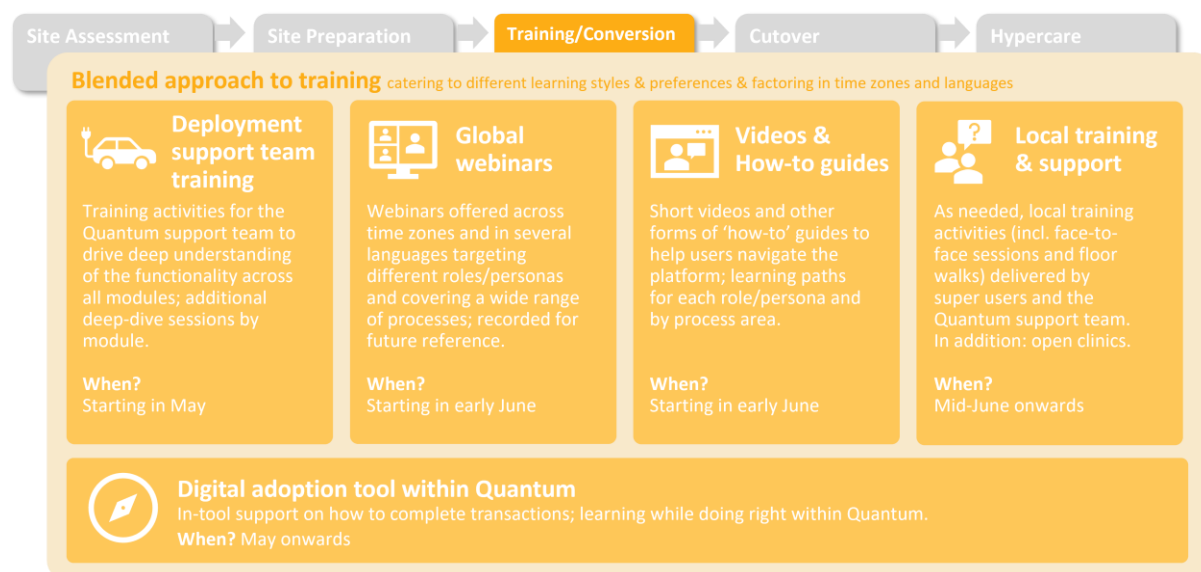 Site Assessment
Site Preparation
Training/Conversion
Cutover
Hypercare
Blended approach to training catering to different learning styles & preferences & factoring in time zones and languages
Deployment
support team
training
Training activities for the
Quantum support team to
drive deep understanding
of the functionality across
all modules; additional
deep-dive sessions by
module.
When?
Starting in May
Global
webinars
Webinars offered across
time zones and in several
languages targeting
different roles/personas
and covering a wide range
of processes; recorded for
future reference.
When?
Starting in early June
Videos &
How-to guides
Short videos and other
forms of ‘how-to’ guides to
help users navigate the
platform; learning paths
for each role/persona and
by process area.
When?
Starting in early June
?
Local training
& support
As needed, local training
activities (incl. face-to-
face sessions and floor
walks) delivered by
super users and the
Quantum support team.
In addition: open clinics.
When?
Mid-June onwards
Digital adoption tool within Quantum
In-tool support on how to complete transactions; learning while doing right within Quantum.
When? May onwards